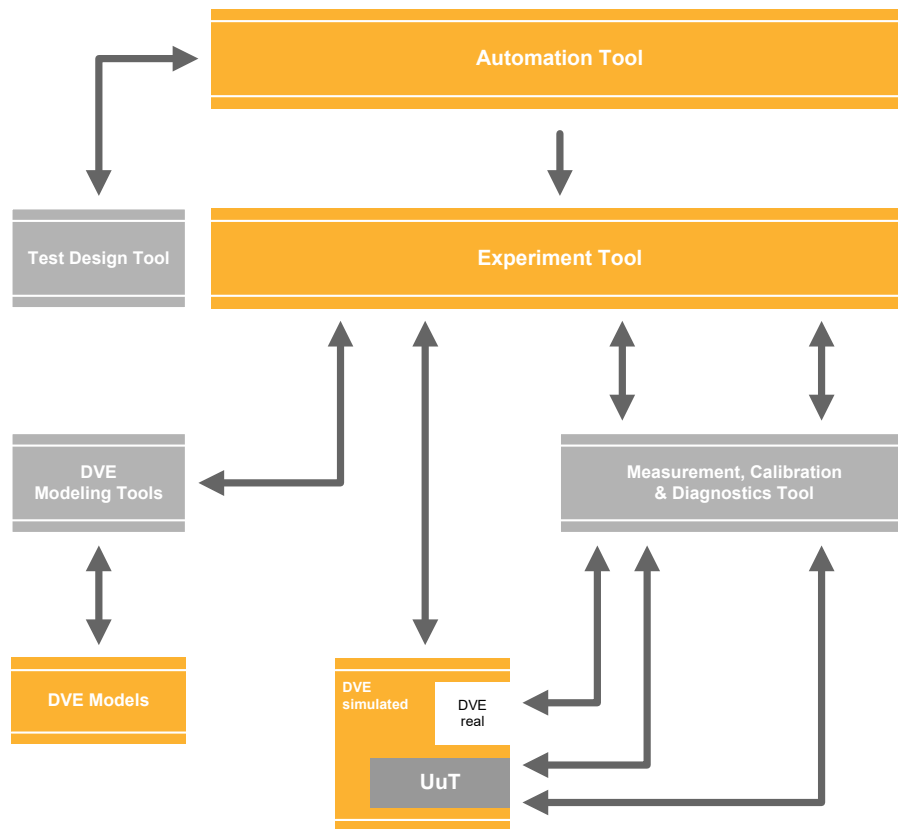 Automation Tool
Test Design Tool
Experiment Tool
DVE
Modeling Tools
Measurement, Calibration
& Diagnostics Tool
DVE Models
DVE
simulated
DVE
real
UuT